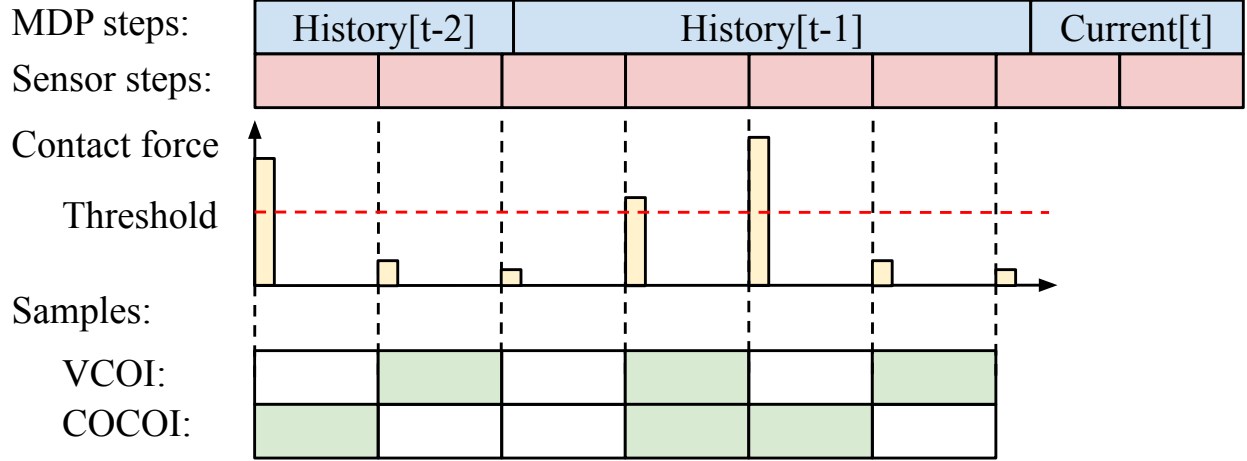 MDP steps: History[t-2] History[t-1] Current[t]
Sensor steps:
Contact force
Threshold
Samples:
VCOI:
COCOI: